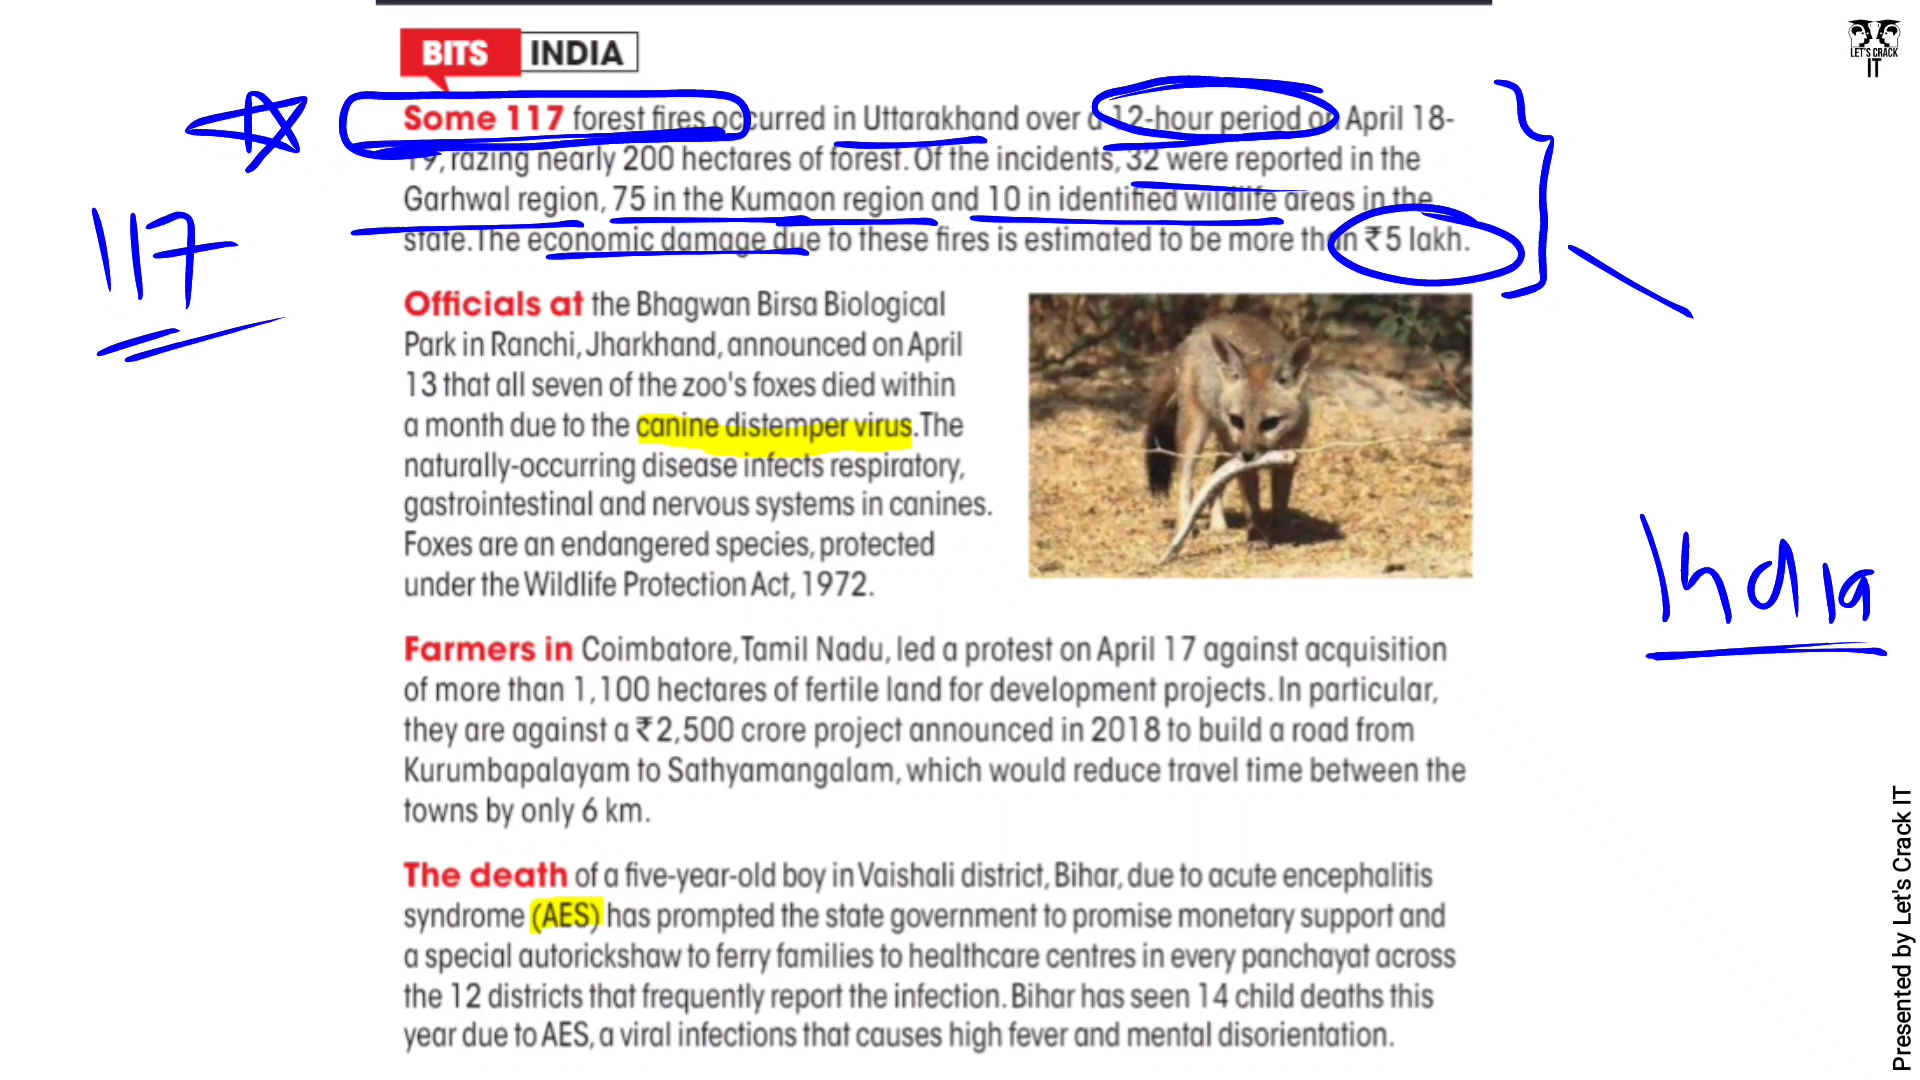 BITS INDIA
LET'S CRACK
IT
Some 117 forest fires occurred in Uttarakhand over a 12-hour period on April 18-
19, razing nearly 200 hectares of forest. Of the incidents, 32 were reported in the
Garhwal region, 75 in the Kumaon region and 10 in identified wildlife areas in the
state. The economic damage due to these fires is estimated to be more than ₹5 lakh.
117
Officials at the Bhagwan Birsa Biological
Park in Ranchi, Jharkhand, announced on April
13 that all seven of the zoo's foxes died within
a month due to the canine distemper virus. The
naturally-occurring disease infects respiratory,
gastrointestinal and nervous systems in canines.
Foxes are an endangered species, protected
under the Wildlife Protection Act, 1972.
India
Farmers in Coimbatore, Tamil Nadu, led a protest on April 17 against acquisition
of more than 1,100 hectares of fertile land for development projects. In particular,
they are against a ₹2,500 crore project announced in 2018 to build a road from
Kurumbapalayam to Sathyamangalam, which would reduce travel time between the
towns by only 6 km.
The death of a five-year-old boy in Vaishali district, Bihar, due to acute encephalitis
syndrome (AES) has prompted the state government to promise monetary support and
a special autorickshaw to ferry families to healthcare centres in every panchayat across
the 12 districts that frequently report the infection. Bihar has seen 14 child deaths this
year due to AES, a viral infections that causes high fever and mental disorientation.
Presented by Let's Crack IT